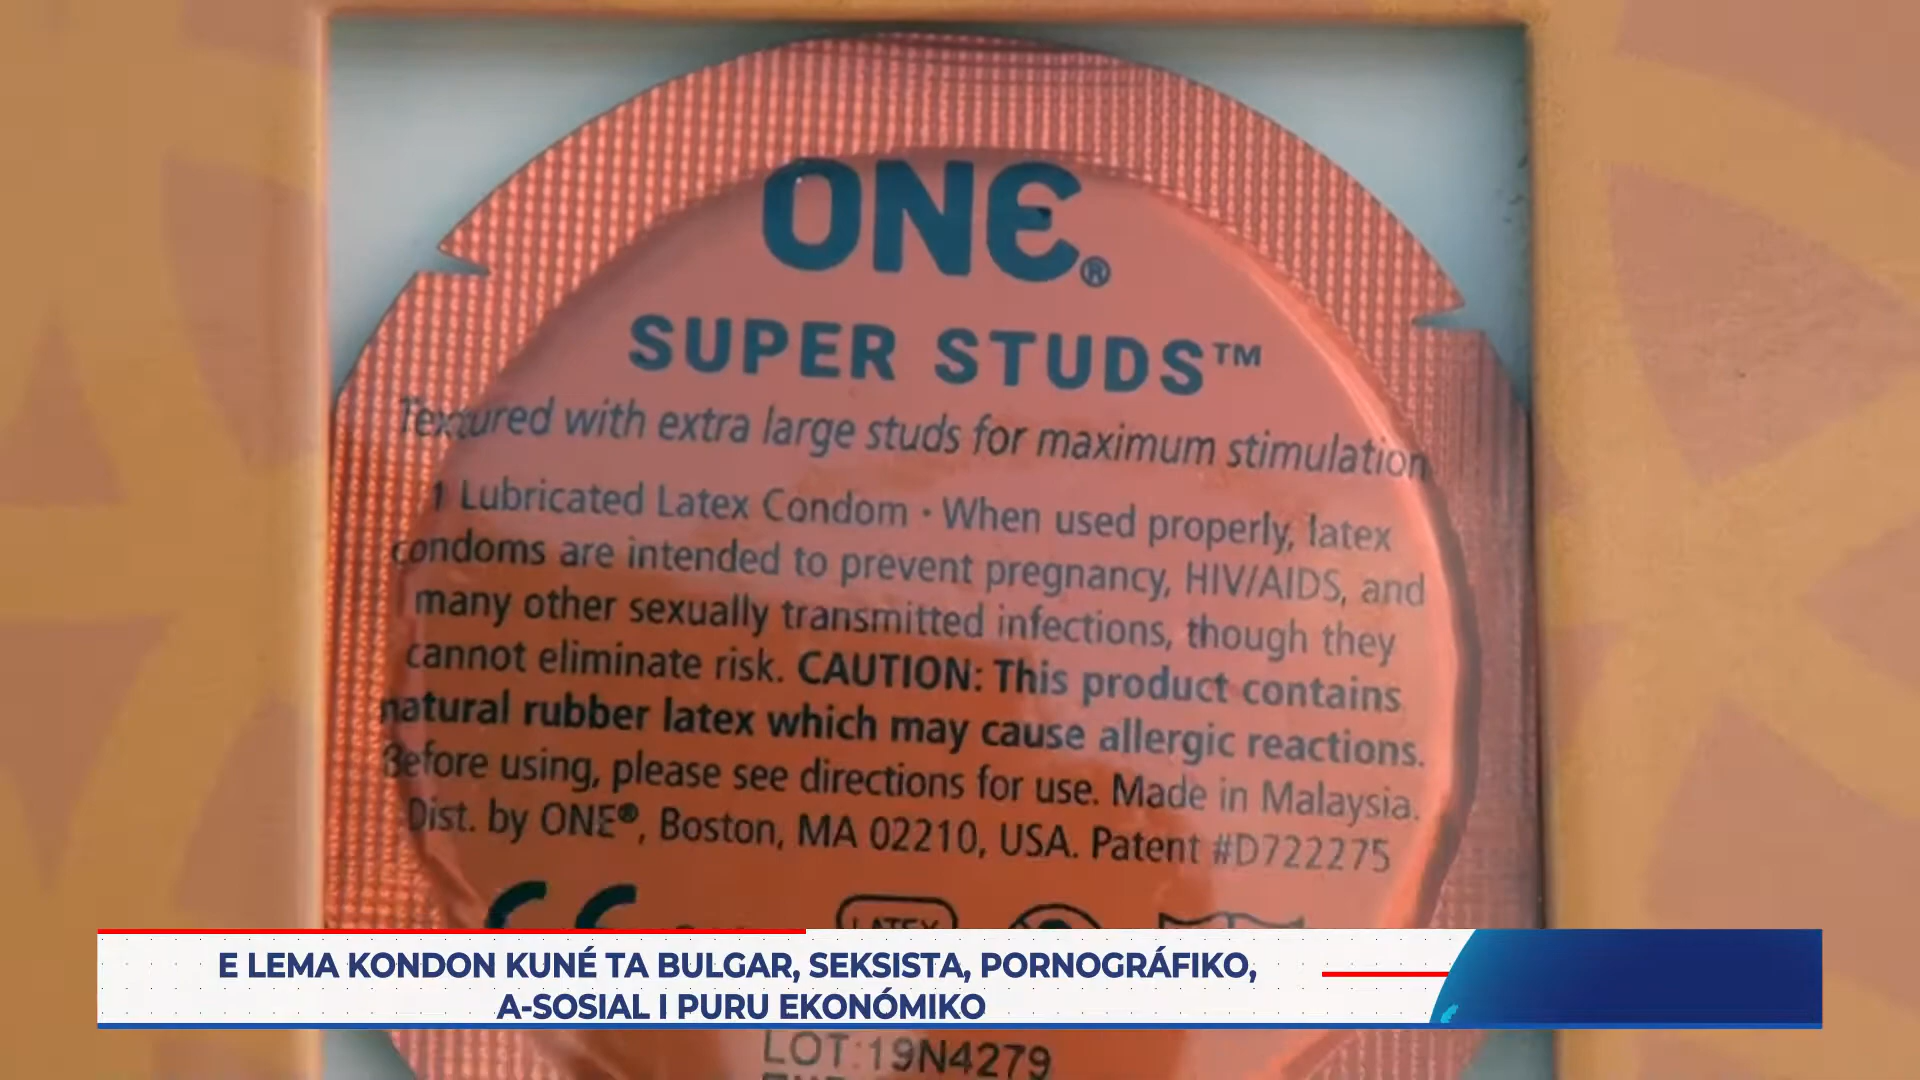 ONE®
SUPER STUDS™
Textured with extra large studs for maximum stimulation
1 Lubricated Latex Condom · When used properly, latex
condoms are intended to prevent pregnancy, HIV/AIDS, and
many other sexually transmitted infections, though they
cannot eliminate risk. CAUTION: This product contains
natural rubber latex which may cause allergic reactions.
Before using, please see directions for use. Made in Malaysia.
Dist. by ONE®, Boston, MA 02210, USA. Patent #D722275
CE
LATEX
E LEMA KONDON KUNÉ TA BULGAR, SEKSISTA, PORNOGRÁFIKO,
A-SOSIAL I PURU EKONÓMIKO
LOT:19N4279